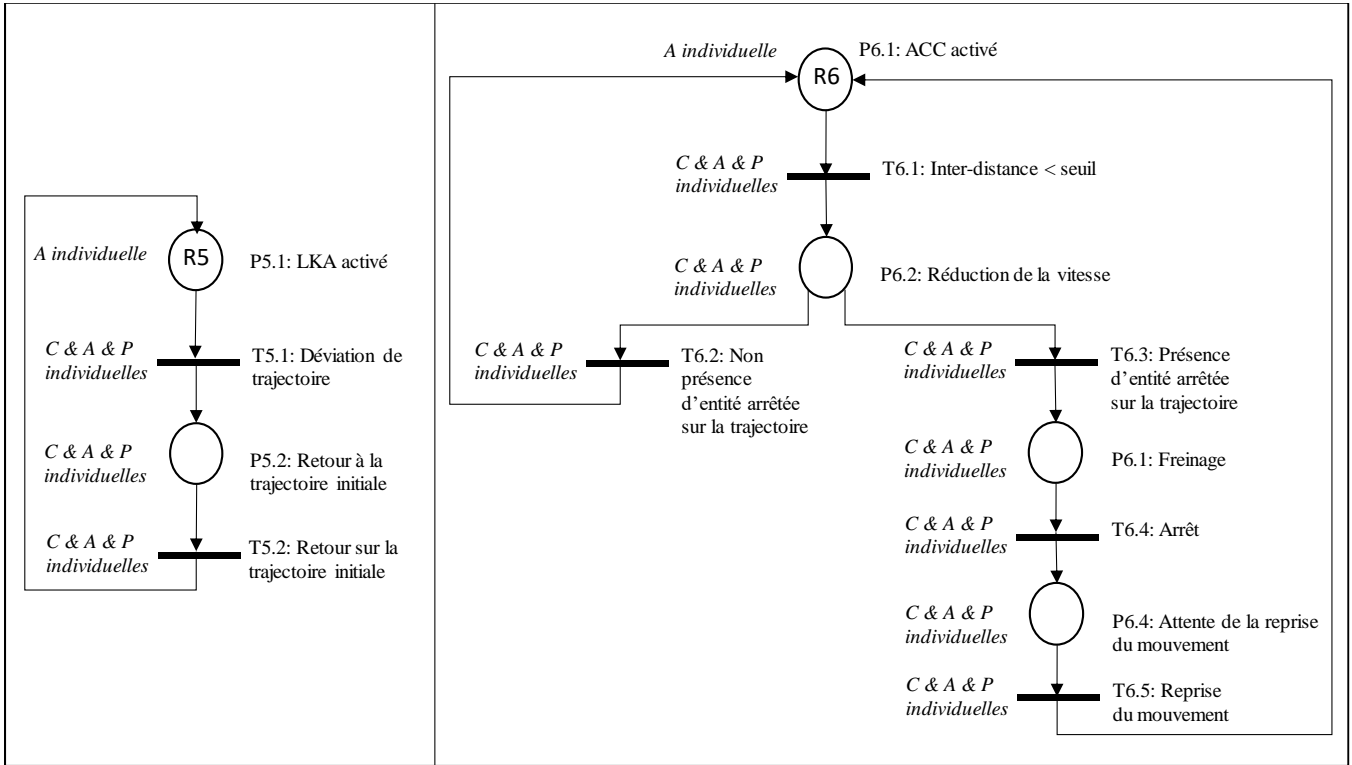 A individuelle
R5
P5.1: LKA activé
C & A & P
individuelles
T5.1: Déviation de
trajectoire
C & A & P
individuelles
P5.2: Retour à la
trajectoire initiale
C & A & P
individuelles
T5.2: Retour sur la
trajectoire initiale
A individuelle
R6
P6.1: ACC activé
C & A & P
individuelles
T6.1: Inter-distance < seuil
C & A & P
individuelles
P6.2: Réduction de la vitesse
C & A & P
individuelles
T6.2: Non
présence
d’entité arrêtée
sur la trajectoire
C & A & P
individuelles
T6.3: Présence
d’entité arrêtée
sur la trajectoire
C & A & P
individuelles
P6.1: Freinage
C & A & P
individuelles
T6.4: Arrêt
C & A & P
individuelles
P6.4: Attente de la reprise
du mouvement
C & A & P
individuelles
T6.5: Reprise
du mouvement